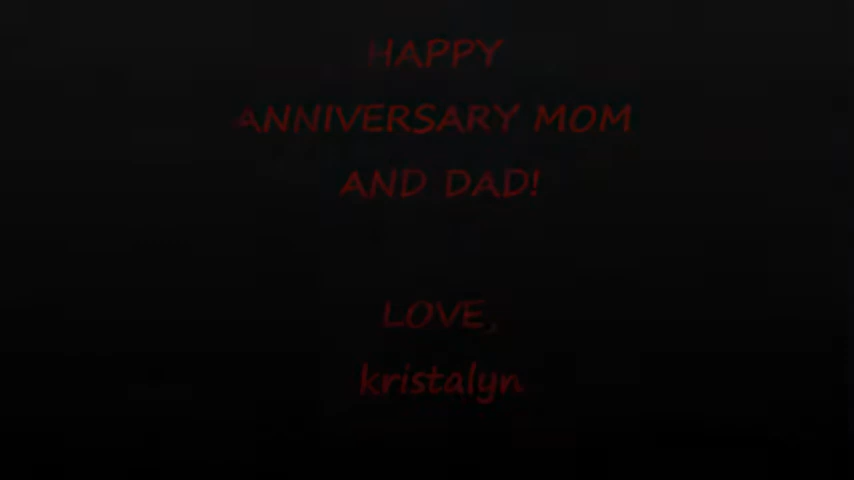 HAPPY
ANNIVERSARY MOM
AND DAD!
LOVE,
kristalyn